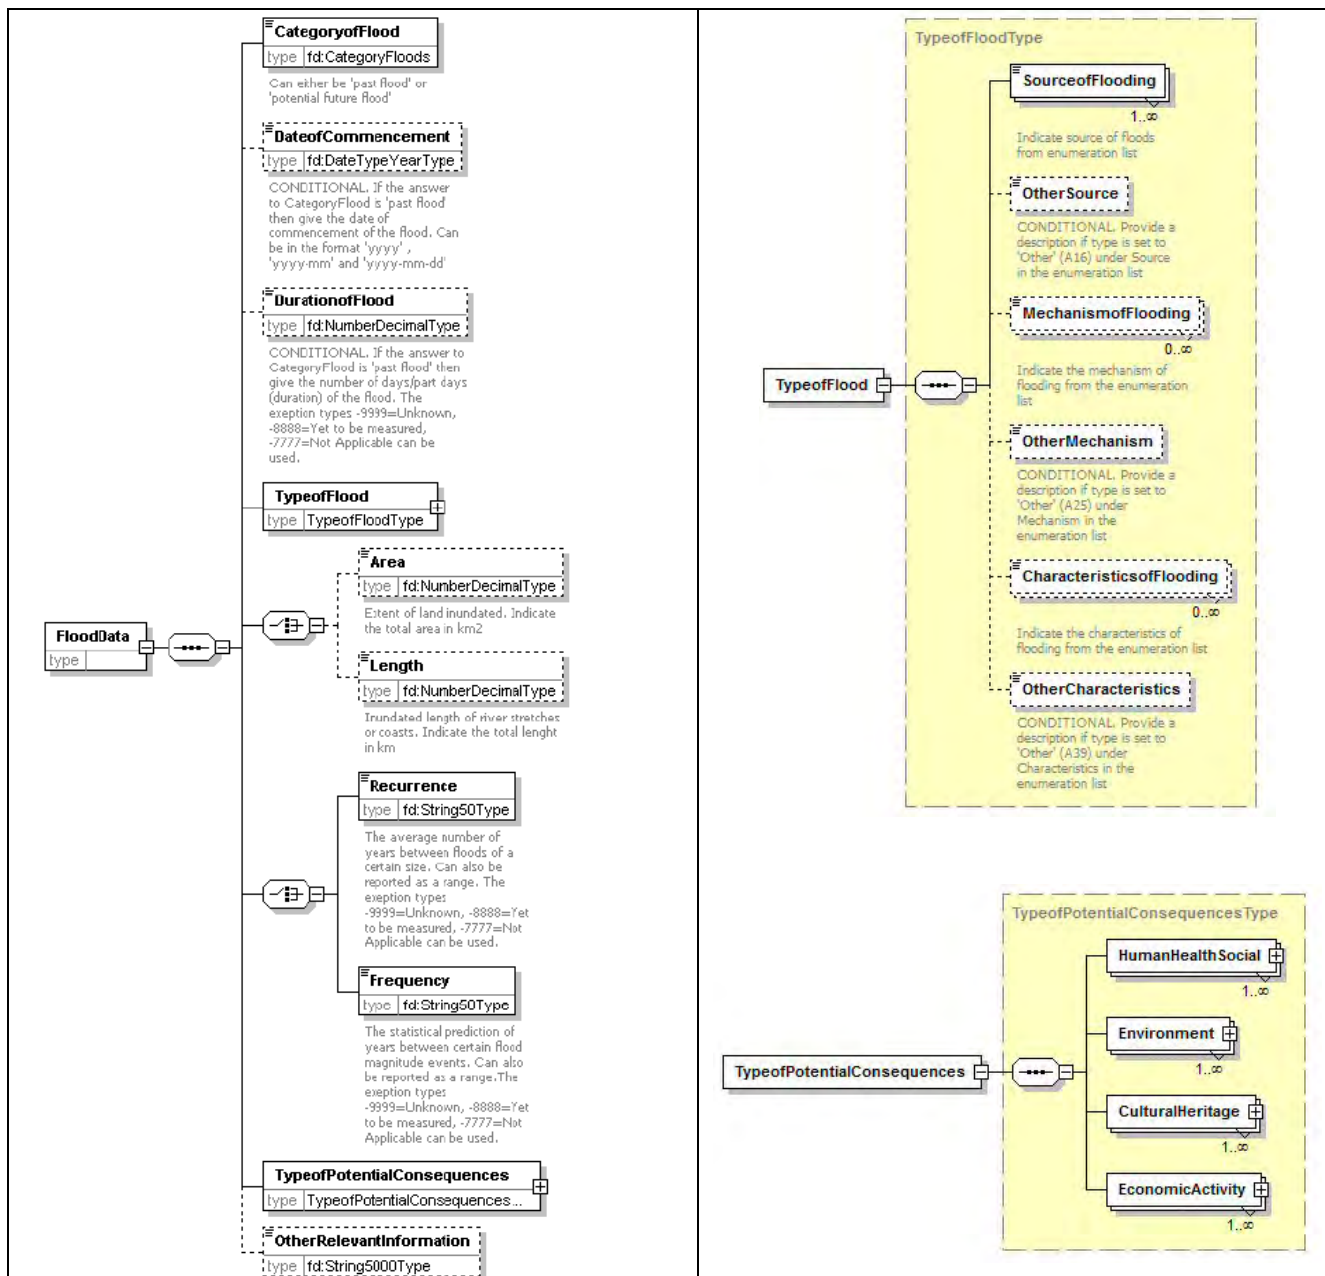 CategoryofFlood
type fd:CategoryFloods
Can either be 'past flood' or
'potential future flood'
DateofCommencement
type fd:DateTypeYearType
CONDITIONAL. If the answer
to CategoryFlood is 'past flood'
then give the date of
commencement of the flood. Can
be in the format 'yyyy' ,
'yyyy-mm' and 'yyyy-mm-dd'
DurationofFlood
type fd:NumberDecimalType
CONDITIONAL. If the answer to
CategoryFlood is 'past flood' then
give the number of days/part days
(duration) of the flood. The
exeption types -9999=Unknown,
-8888=Yet to be measured,
-7777=Not Applicable can be
used.
TypeofFlood
type TypeofFloodType
Area
type fd:NumberDecimalType
Extent of land inundated. Indicate
the total area in km2
FloodData
type
Length
type fd:NumberDecimalType
Inundated length of river stretches
or coasts. Indicate the total lenght
in km
Recurrence
type fd:String50Type
The average number of
years between floods of a
certain size. Can also be
reported as a range. The
exeption types
-9999=Unknown, -8888=Yet
to be measured, -7777=Not
Applicable can be used.
Frequency
type fd:String50Type
The statistical prediction of
years between certain flood
magnitude events. Can also
be reported as a range.The
exeption types
-9999=Unknown, -8888=Yet
to be measured, -7777=Not
Applicable can be used.
TypeofPotentialConsequences
type TypeofPotentialConsequences...
OtherRelevantInformation
type fd:String5000Type
TypeofFloodType
SourceofFlooding
1..∞
Indicate source of floods
from enumeration list
OtherSource
CONDITIONAL. Provide a
description if type is set to
'Other' (A16) under Source
in the enumeration list
MechanismofFlooding
0..∞
Indicate the mechanism of
flooding from the enumeration
list
TypeofFlood
OtherMechanism
CONDITIONAL. Provide a
description if type is set to
'Other' (A25) under
Mechanism in the
enumeration list
CharacteristicsofFlooding
0..∞
Indicate the characteristics of
flooding from the enumeration list
OtherCharacteristics
CONDITIONAL. Provide a
description if type is set to
'Other' (A39) under
Characteristics in the
enumeration list
TypeofPotentialConsequencesType
HumanHealthSocial
1..∞
Environment
1..∞
TypeofPotentialConsequences
CulturalHeritage
1..∞
EconomicActivity
1..∞